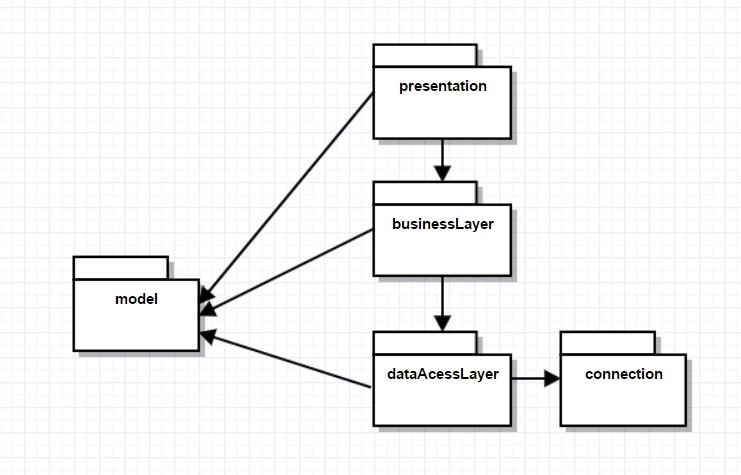 presentation
businessLayer
model
dataAcessLayer
connection